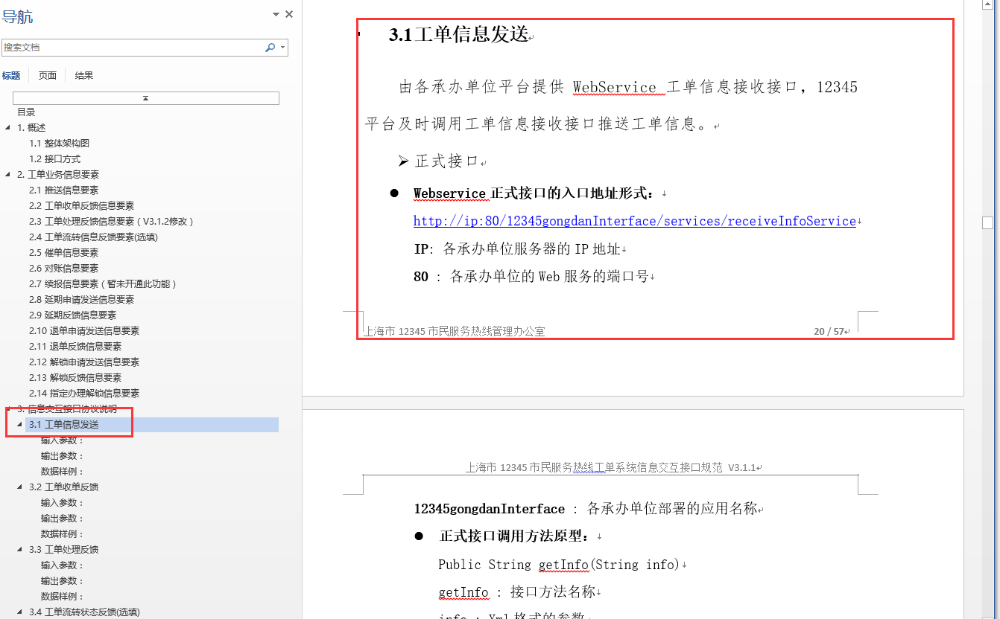 导航
搜索文档
标题 页面 结果
目录
1. 概述
1.1 整体架构图
1.2 接口方式
2. 工单业务信息要素
2.1 推送信息要素
2.2 工单收单反馈信息要素
2.3 工单处理反馈信息要素（V3.1.2修改）
2.4 工单流转信息反馈要素(选填)
2.5 催单信息要素
2.6 对账信息要素
2.7 续报信息要素（暂未开通此功能）
2.8 延期申请发送信息要素
2.9 延期反馈信息要素
2.10 退单申请发送信息要素
2.11 退单反馈信息要素
2.12 解锁申请发送信息要素
2.13 解锁反馈信息要素
2.14 指定办理解锁信息要素
3. 信息交互接口协议说明
3.1 工单信息发送
输入参数：
输出参数：
数据样例：
3.2 工单收单反馈
输入参数：
输出参数：
数据样例：
3.3 工单处理反馈
输入参数：
输出参数：
数据样例：
3.4 工单流转状态反馈(选填)
3.1工单信息发送
由各承办单位平台提供 WebService 工单信息接收接口，12345
平台及时调用工单信息接收接口推送工单信息。
➢ 正式接口
● Webservice 正式接口的入口地址形式：
http://ip:80/12345gongdanInterface/services/receiveInfoService
IP：各承办单位服务器的 IP 地址
80 ：各承办单位的 Web 服务的端口号
上海市 12345 市民服务热线管理办公室 20 / 57
上海市 12345 市民服务热线工单系统信息交互接口规范 V3.1.1
12345gongdanInterface ：各承办单位部署的应用名称
● 正式接口调用方法原型：
Public String getInfo(String info)
getInfo ：接口方法名称
info ：Xml 格式的参数